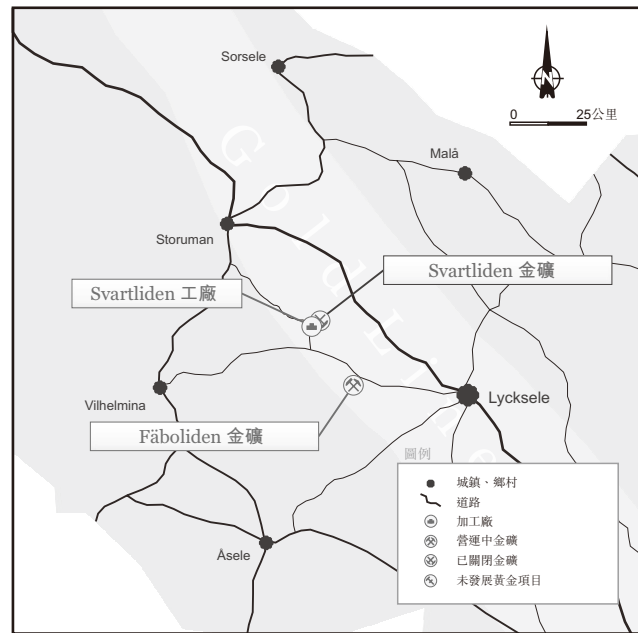 Sorsele
N
0 25公里
Malå
Gold Line
Storuman
Svartliden 金礦
Svartliden 工廠
Vilhelmina
Lycksele
Fäboliden 金礦
圖例
城鎮、鄉村
道路
加工廠
營運中金礦
已關閉金礦
未發展黃金項目
Åsele